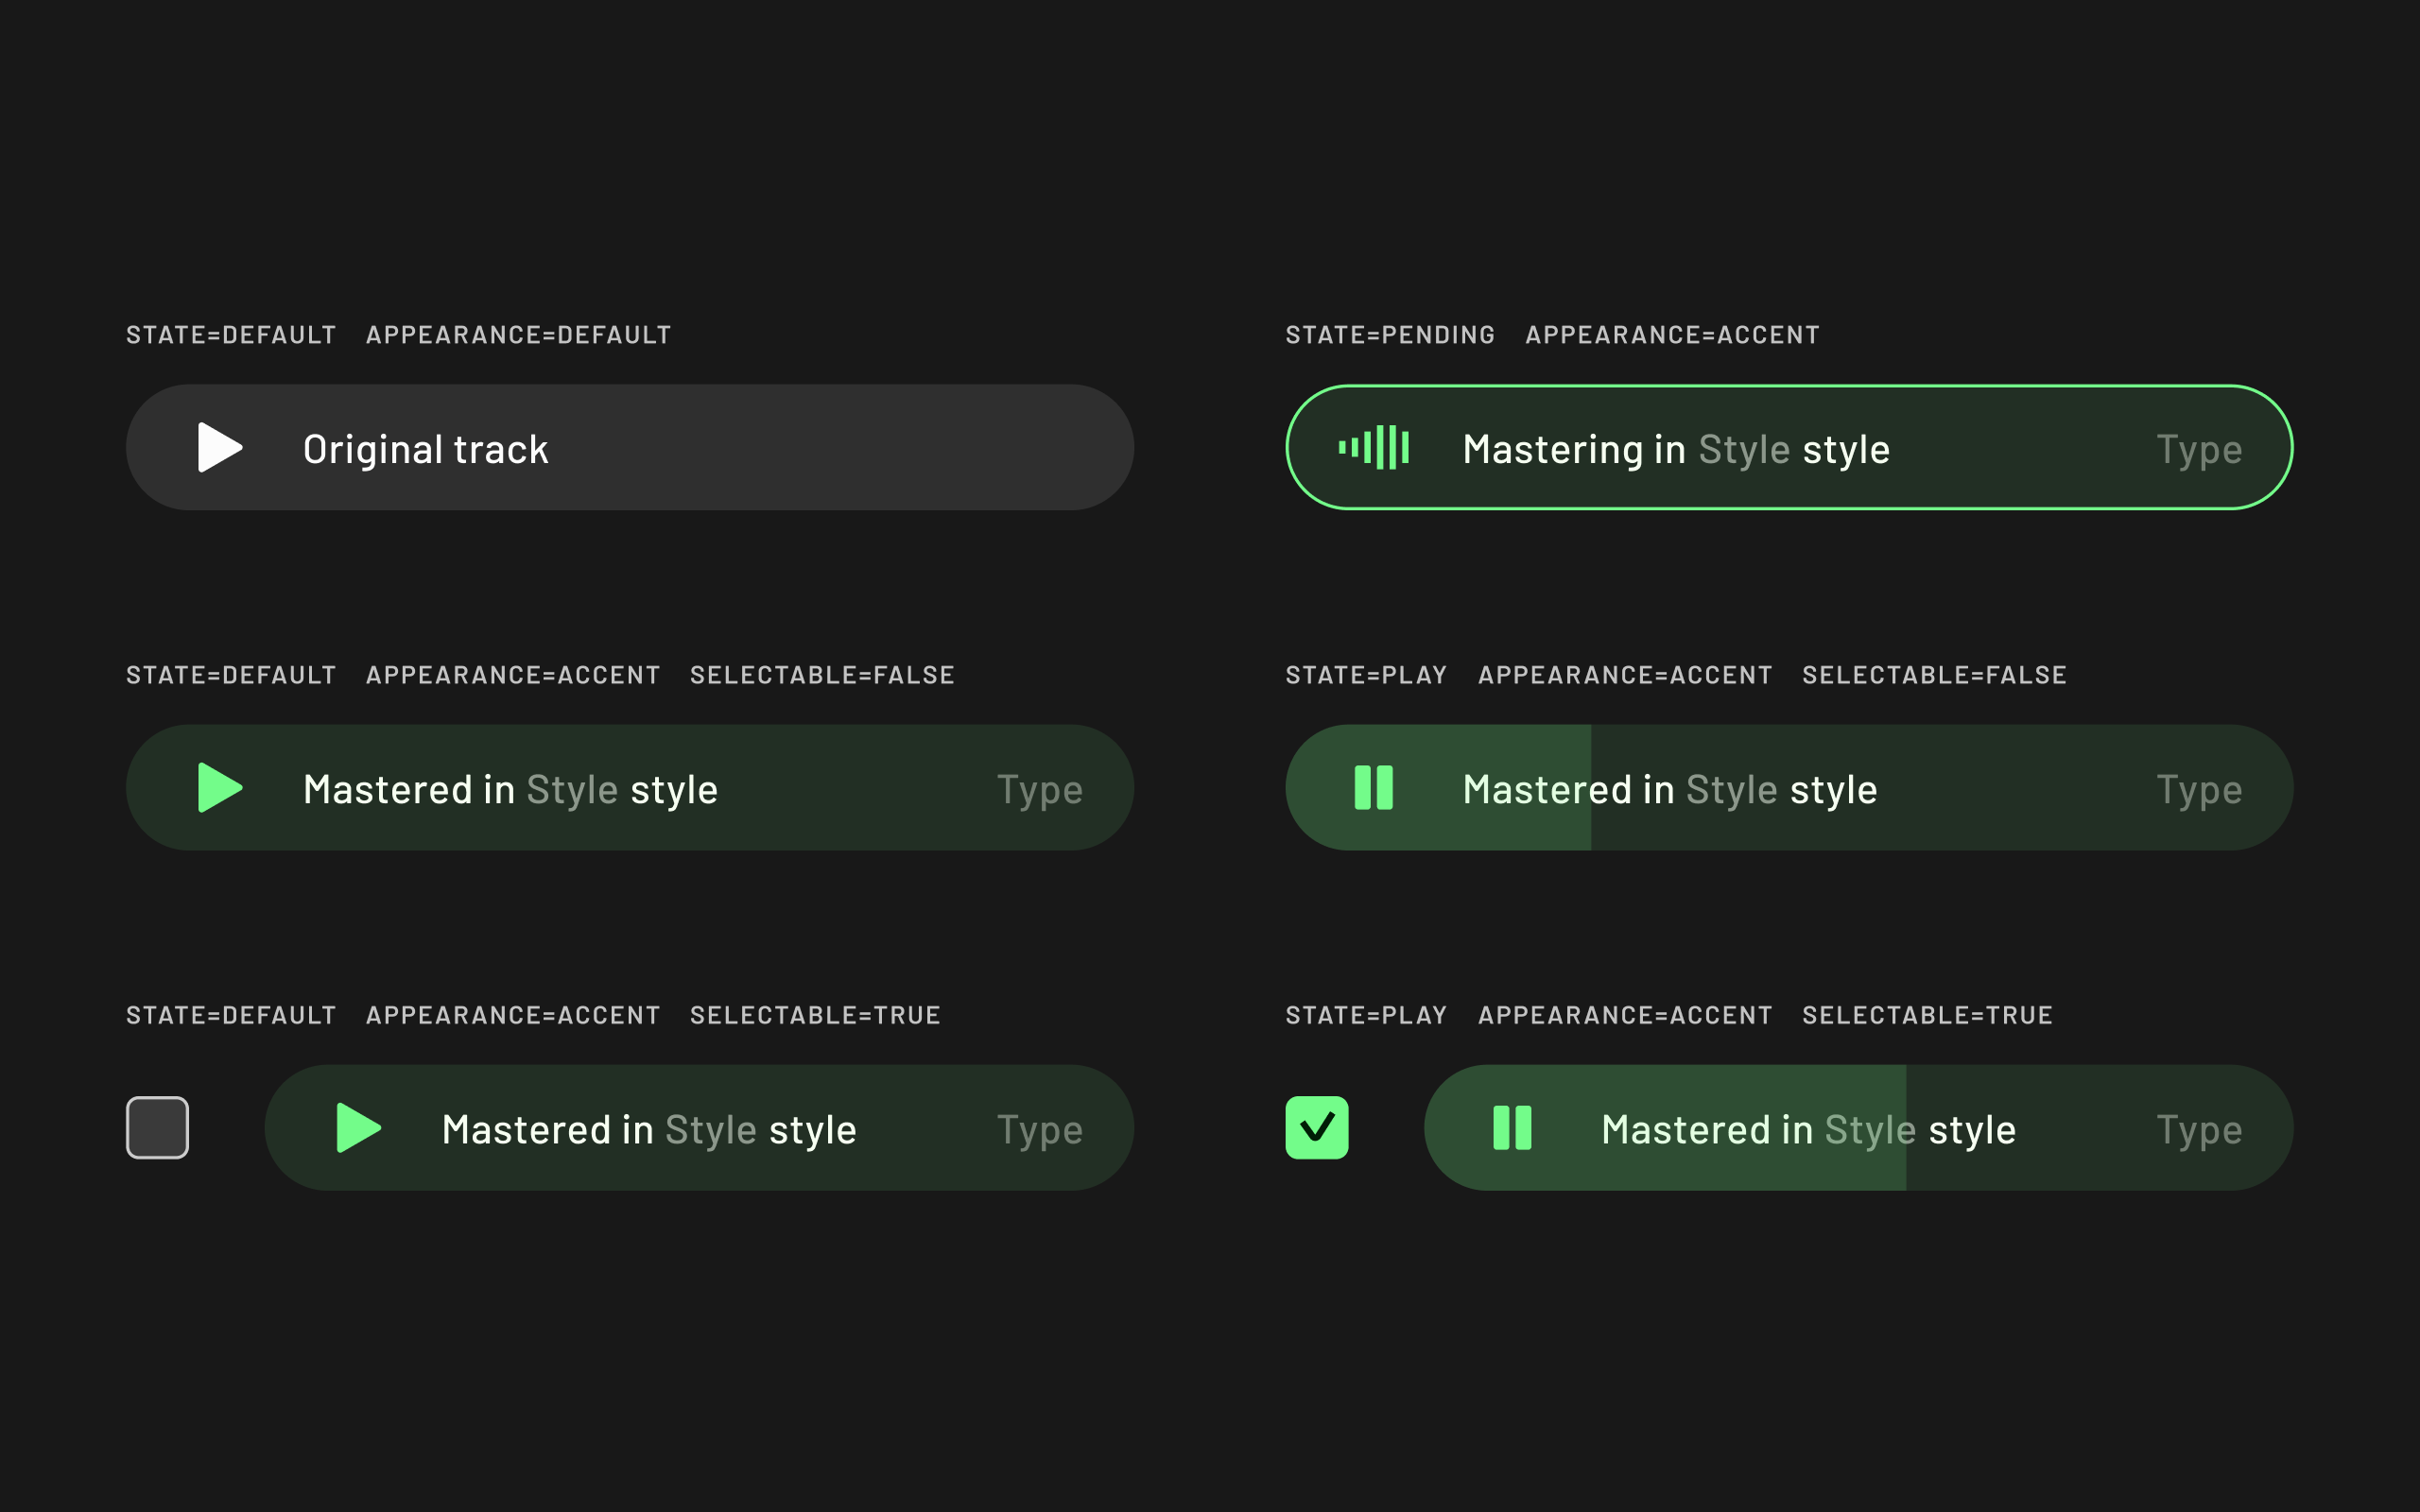 STATE=DEFAULT APPEARANCE=DEFAULT
Original track
STATE=PENDING APPEARANCE=ACCENT
Mastering in Style style Type
STATE=DEFAULT APPEARANCE=ACCENT SELECTABLE=FALSE
Mastered in Style style Type
STATE=PLAY APPEARANCE=ACCENT SELECTABLE=FALSE
Mastered in Style style Type
STATE=DEFAULT APPEARANCE=ACCENT SELECTABLE=TRUE
Mastered in Style style Type
STATE=PLAY APPEARANCE=ACCENT SELECTABLE=TRUE
Mastered in Style style Type